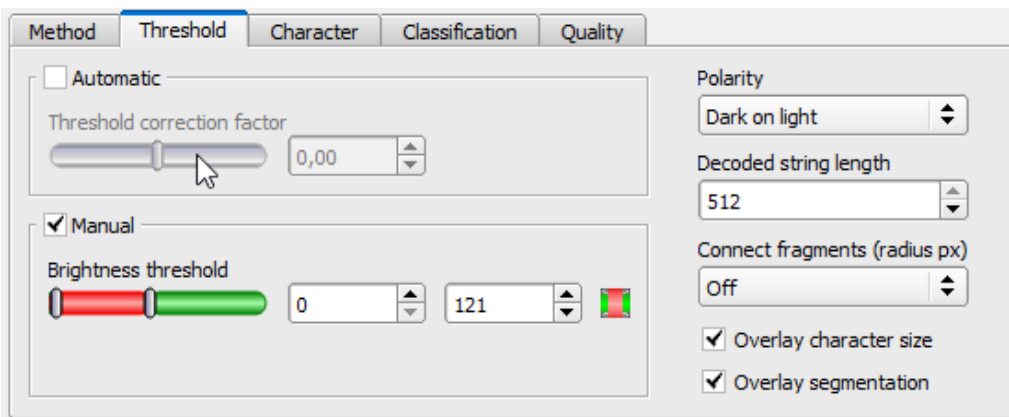 Method Threshold Character Classification Quality
Automatic
Threshold correction factor
0,00
Manual
Brightness threshold
0 121
Polarity
Dark on light
Decoded string length
512
Connect fragments (radius px)
Off
Overlay character size
Overlay segmentation